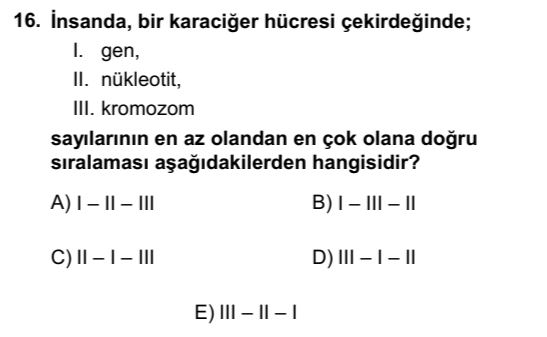 16. İnsanda, bir karaciğer hücresi çekirdeğinde;
I. gen,
II. nükleotit,
III. kromozom
sayılarının en az olandan en çok olana doğru
sıralaması aşağıdakilerden hangisidir?
A) I – II – III B) I – III – II
C) II – I – III D) III – I – II
E) III – II – I